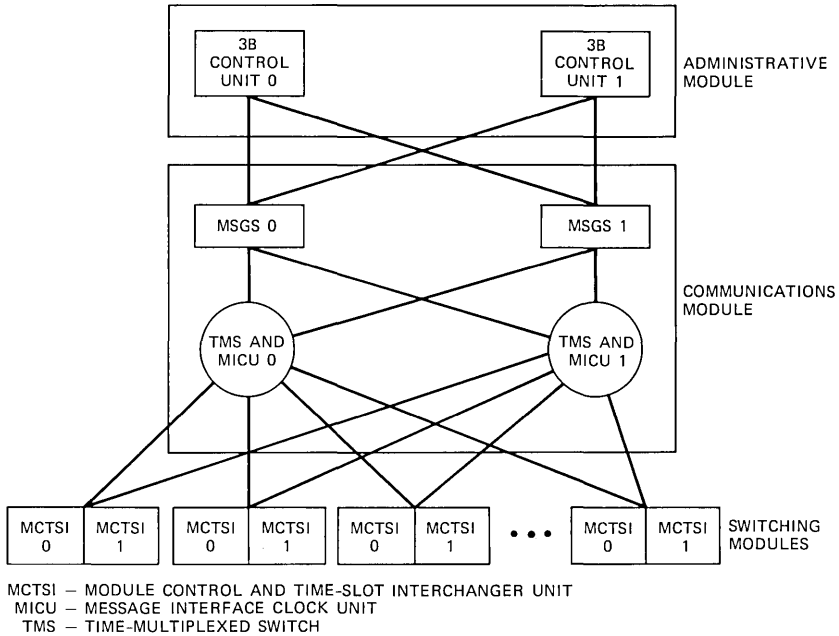 3B
CONTROL
UNIT 0
3B
CONTROL
UNIT 1
ADMINISTRATIVE
MODULE
MSGS 0
MSGS 1
COMMUNICATIONS
MODULE
TMS AND
MICU 0
TMS AND
MICU 1
MCTSI
0
MCTSI
1
MCTSI
0
MCTSI
1
MCTSI
0
MCTSI
1
MCTSI
0
MCTSI
1
SWITCHING
MODULES
MCTSI – MODULE CONTROL AND TIME-SLOT INTERCHANGER UNIT
MICU – MESSAGE INTERFACE CLOCK UNIT
TMS – TIME-MULTIPLEXED SWITCH